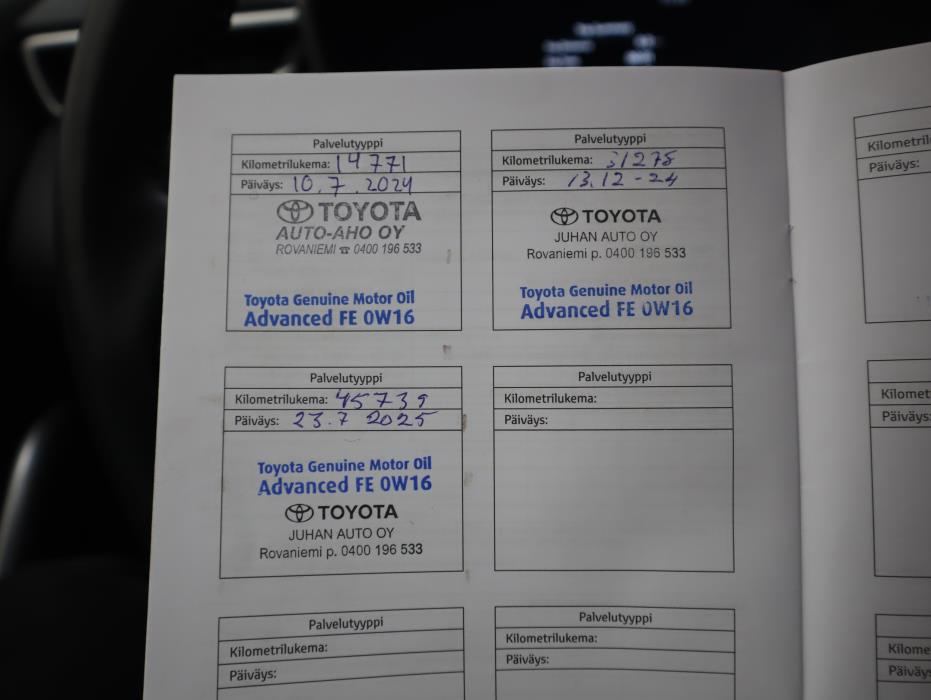 Palvelutyyppi
Kilometrilukema: 14771
Päiväys: 10.7.2024
TOYOTA
AUTO-AHO OY
ROVANIEMI ☎ 0400 196 533
Toyota Genuine Motor Oil
Advanced FE 0W16
Palvelutyyppi
Kilometrilukema: 31278
Päiväys: 13.12-24
TOYOTA
JUHAN AUTO OY
Rovaniemi p. 0400 196 533
Toyota Genuine Motor Oil
Advanced FE 0W16
Palvelutyyppi
Kilometrilukema: 45739
Päiväys: 23.7 2025
Toyota Genuine Motor Oil
Advanced FE 0W16
TOYOTA
JUHAN AUTO OY
Rovaniemi p. 0400 196 533
Palvelutyyppi
Kilometrilukema:
Päiväys:
Palvelutyyppi
Kilometrilukema:
Päiväys:
Palvelutyyppi
Kilometrilukema:
Päiväys:
Päiväys:
Päiväys: